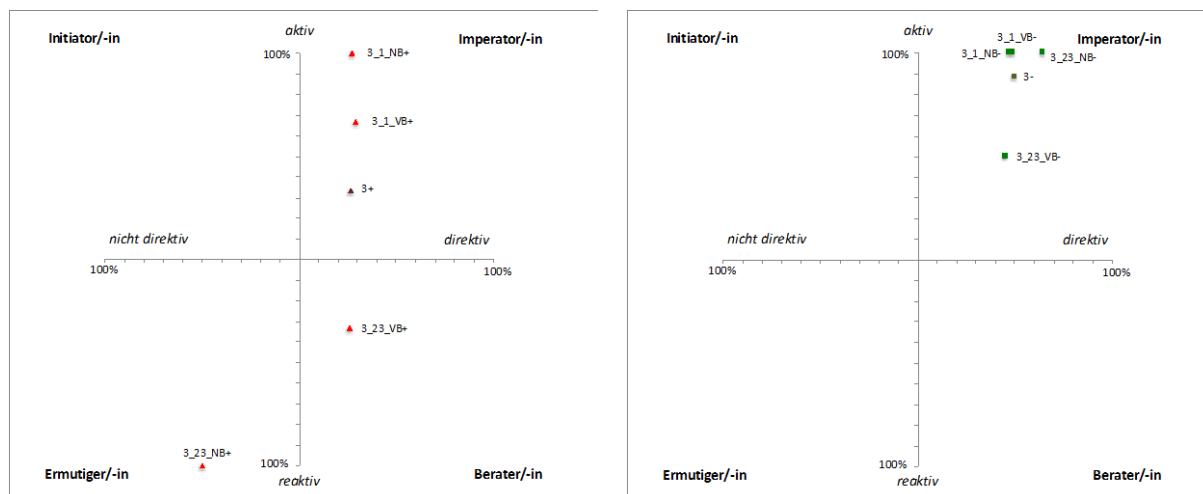 aktiv
Initiator/-in
Imperator/-in
100%
3_1_NB+
3_1_VB+
3+
nicht direktiv
direktiv
100%
100%
3_23_VB+
3_23_NB+
100%
Ermutiger/-in
reaktiv
Berater/-in
aktiv
Initiator/-in
Imperator/-in
3_1_VB-
100%
3_1_NB-
3_23_NB-
3-
3_23_VB-
nicht direktiv
direktiv
100%
100%
100%
Ermutiger/-in
reaktiv
Berater/-in